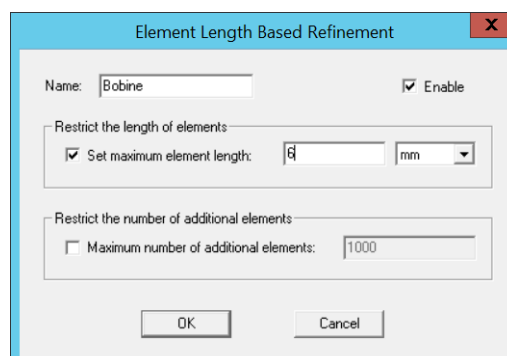 Element Length Based Refinement
X
Name: Bobine Enable
Restrict the length of elements
Set maximum element length: 6 mm
Restrict the number of additional elements
Maximum number of additional elements: 1000
OK Cancel